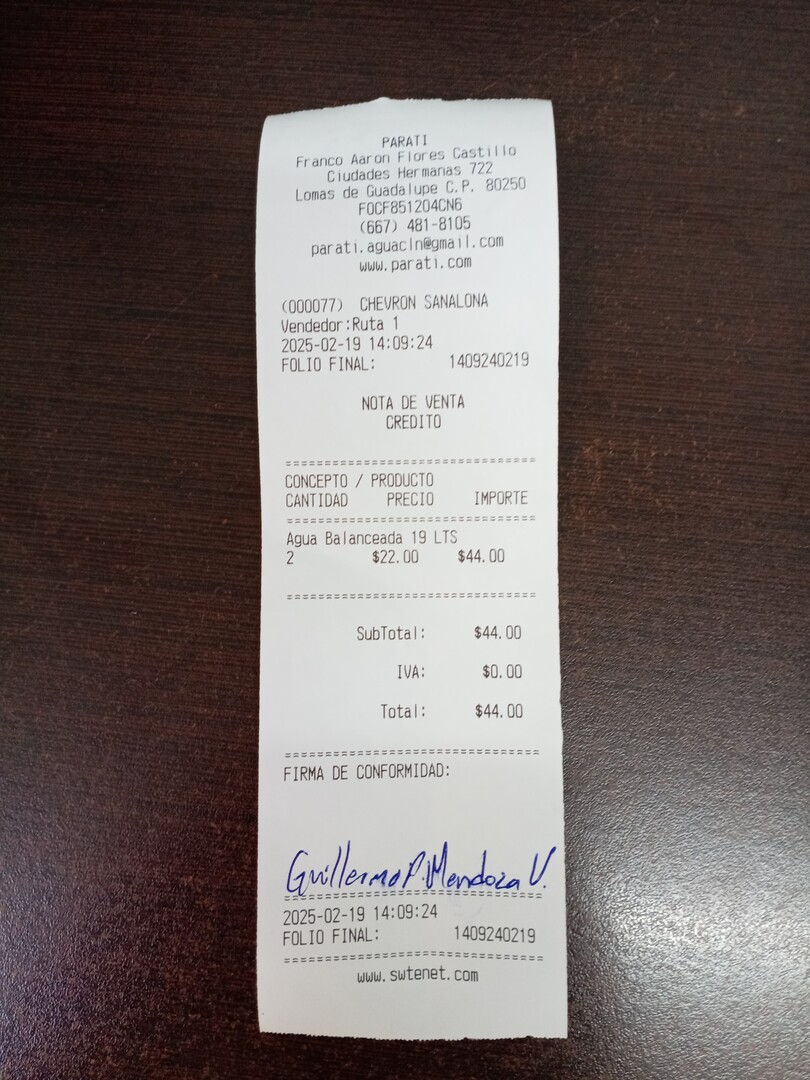 PARATI
Franco Aaron Flores Castillo
Ciudades Hermanas 722
Lomas de Guadalupe C.P. 80250
FOCF851204CN6
(667) 481-8105
parati.aguacln@gmail.com
www.parati.com
(000077) CHEVRON SANALONA
Vendedor:Ruta 1
2025-02-19 14:09:24
FOLIO FINAL: 1409240219
NOTA DE VENTA
CREDITO
===============================
CONCEPTO / PRODUCTO
CANTIDAD PRECIO IMPORTE
===============================
Agua Balanceada 19 LTS
2 $22.00 $44.00
===============================
SubTotal: $44.00
IVA: $0.00
Total: $44.00
===============================
FIRMA DE CONFORMIDAD:
Guillermo P. Mendoza V.
===============================
2025-02-19 14:09:24
FOLIO FINAL: 1409240219
===============================
www.swtenet.com